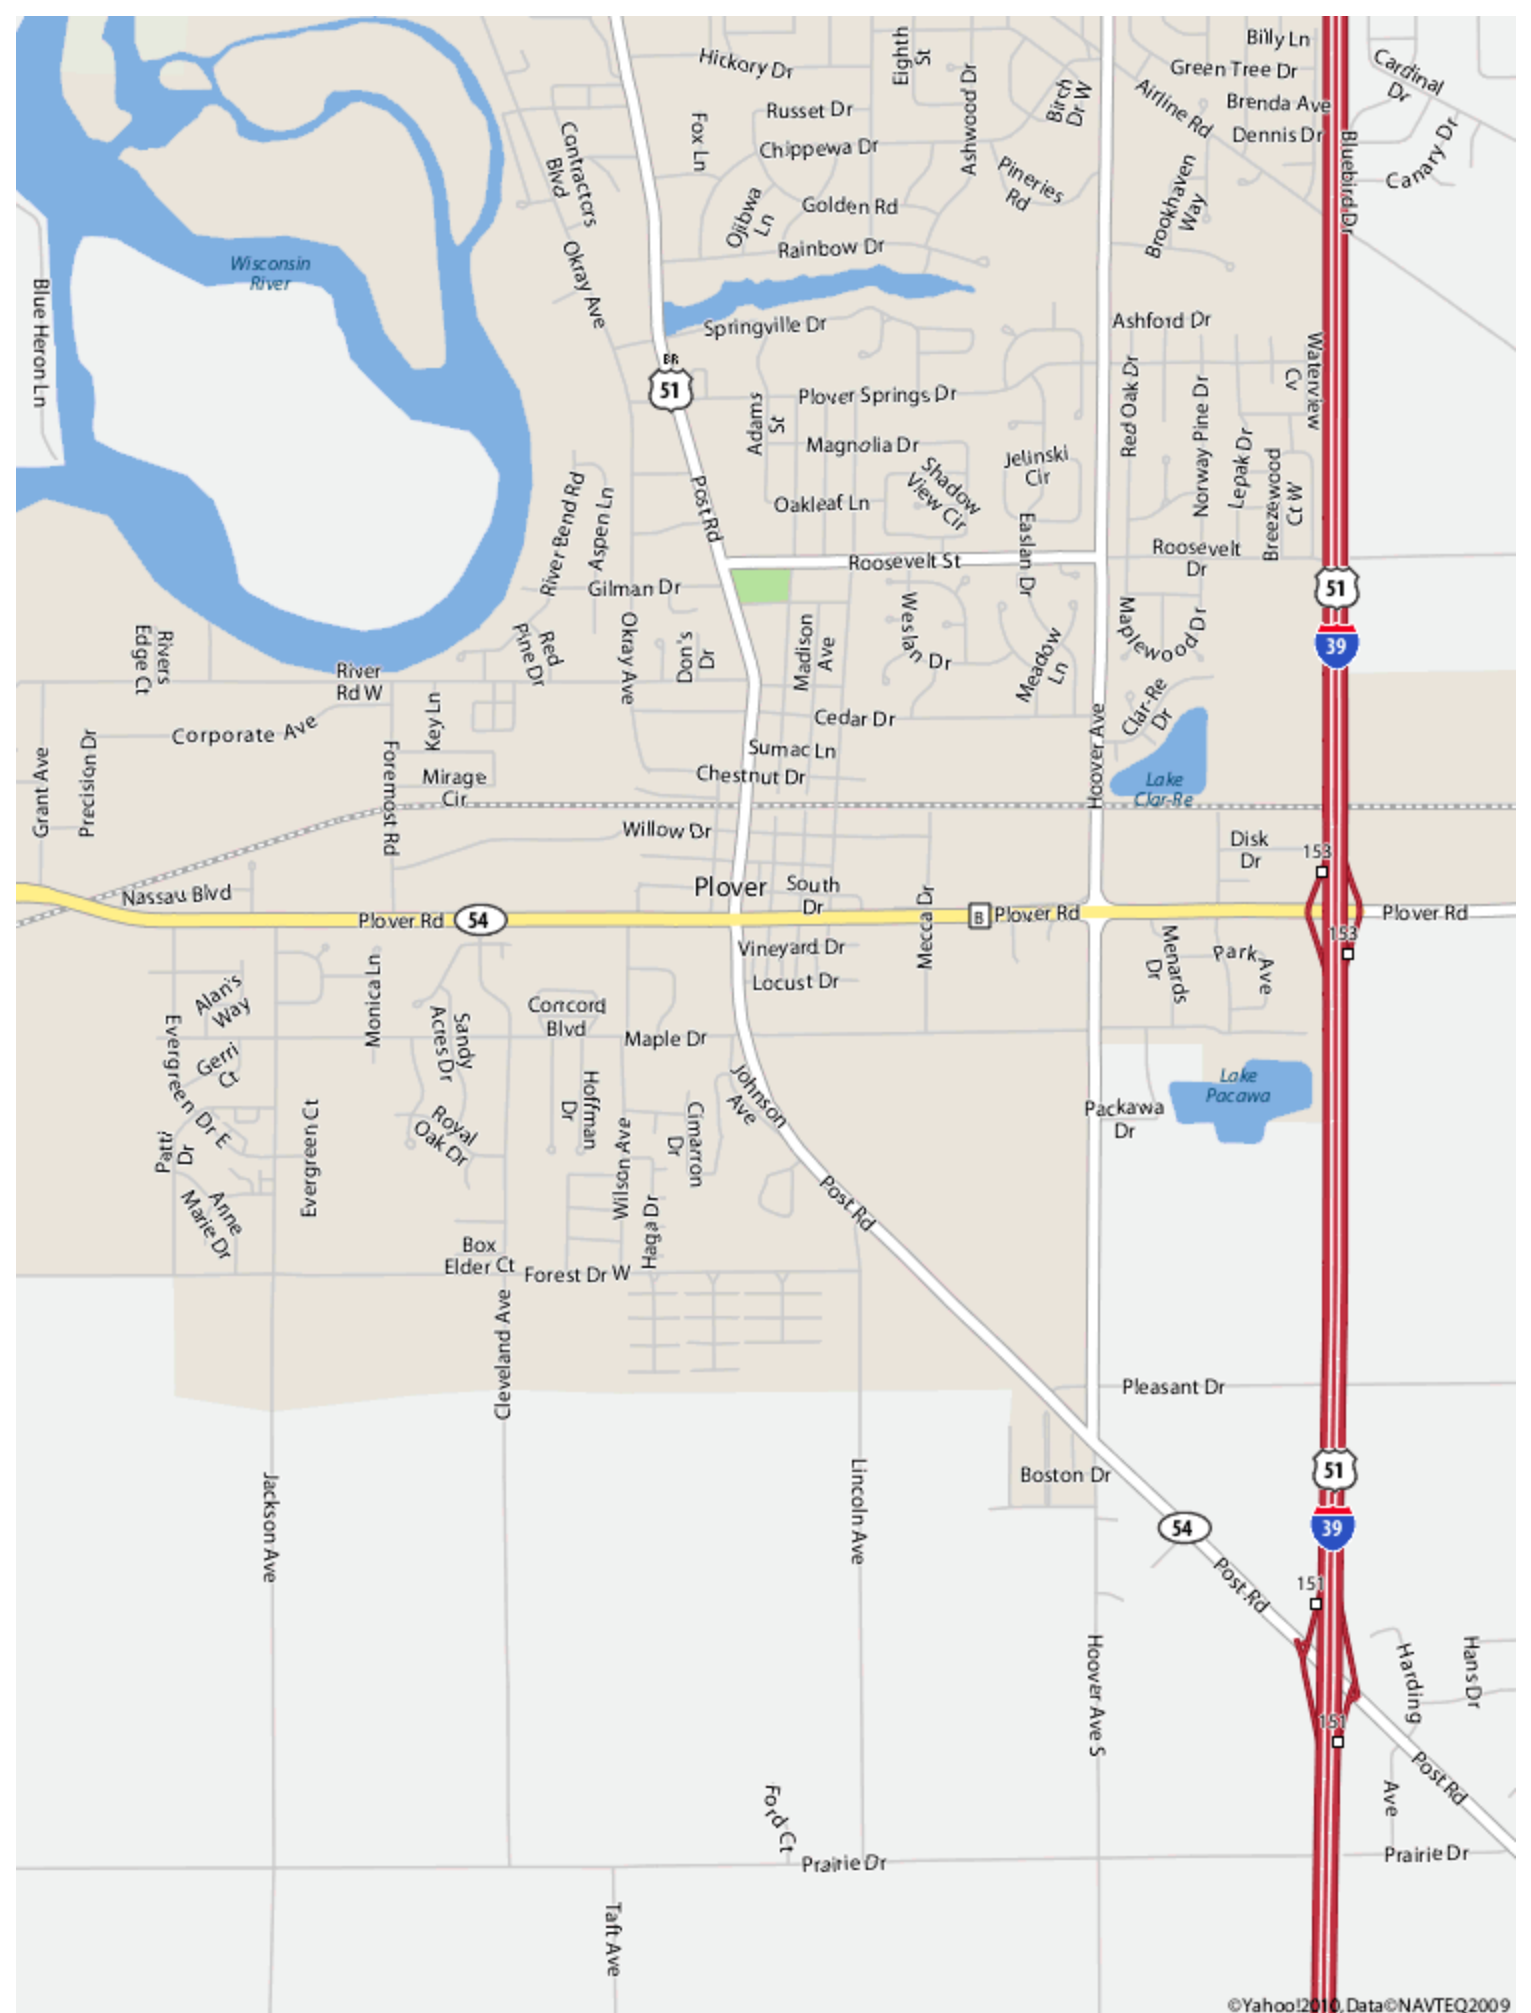 Billy Ln
Green Tree Dr
Cardinal
Dr
Brenda Ave
Dennis Dr
Airline Rd
Bluebird Dr
Canary Dr
Hickory Dr
Eighth
St
Ashwood Dr
Birch
Dr W
Russet Dr
Fox Ln
Chippewa Dr
Pineries
Rd
Contractors
Blvd
Golden Rd
Ojibwa
Ln
Rainbow Dr
Brookhaven
Way
Wisconsin
River
Okray Ave
Blue Heron Ln
Springville Dr
Ashford Dr
BR
51
Waterview
Cv
Red Oak Dr
Norway Pine Dr
Lepak Dr
Plover Springs Dr
Adams
St
Magnolia Dr
Shadow
View Cir
Jelinski
Cir
Breezewood
Ct W
Post Rd
Oakleaf Ln
River Bend Rd
Aspen Ln
Easlan Dr
Roosevelt
Dr
Roosevelt St
51
Gilman Dr
39
Weslan Dr
Maplewood Dr
Okray Ave
Don's
Dr
Madison
Ave
Meadow
Ln
Red
Pine Dr
Rivers
Edge Ct
River
Rd W
Clar-Re
Dr
Key Ln
Corporate Ave
Cedar Dr
Hoover Ave
Sumac Ln
Chestnut Dr
Mirage
Cir
Lake
Clar-Re
Grant Ave
Precision Dr
Foremost Rd
Willow Dr
Disk
Dr
153
Plover
South
Dr
Nassau Blvd
Plover Rd
54
Mecca Dr
B
Plover Rd
Plover Rd
153
Vineyard Dr
Locust Dr
Menards
Dr
Park Ave
Alan's
Way
Monica Ln
Concord
Blvd
Maple Dr
Sandy
Acres Dr
Evergreen Dr E
Gerri
Ct
Lake
Pacawa
Johnson
Ave
Hoffman
Dr
Packawa
Dr
Royal
Oak Dr
Cimarron
Dr
Wilson Ave
Patti
Dr
Evergreen Ct
Post Rd
Anne
Marie Dr
Haga Dr
Box
Elder Ct
Forest Dr W
Cleveland Ave
Pleasant Dr
Jackson Ave
Lincoln Ave
Boston Dr
51
54
39
Post Rd
151
Hoover Ave S
Harding
Ave
Hans Dr
151
Post Rd
Ford Ct
Prairie Dr
Prairie Dr
Taft Ave
©Yahoo!2010,Data©NAVTEQ2009